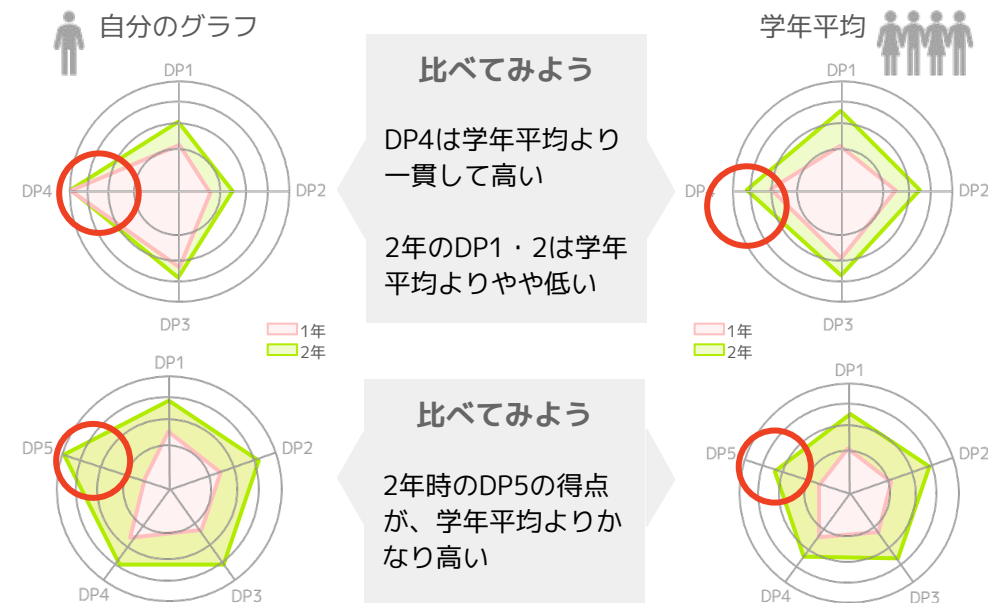 自分のグラフ
学年平均
DP1
DP2
DP3
DP4
1年
2年
比べてみよう
DP4は学年平均より
一貫して高い
2年のDP1・2は学年
平均よりやや低い
DP1
DP2
DP3
DP4
1年
2年
DP1
DP2
DP3
DP4
DP5
比べてみよう
2年時のDP5の得点
が、学年平均よりか
なり高い
DP1
DP2
DP3
DP4
DP5